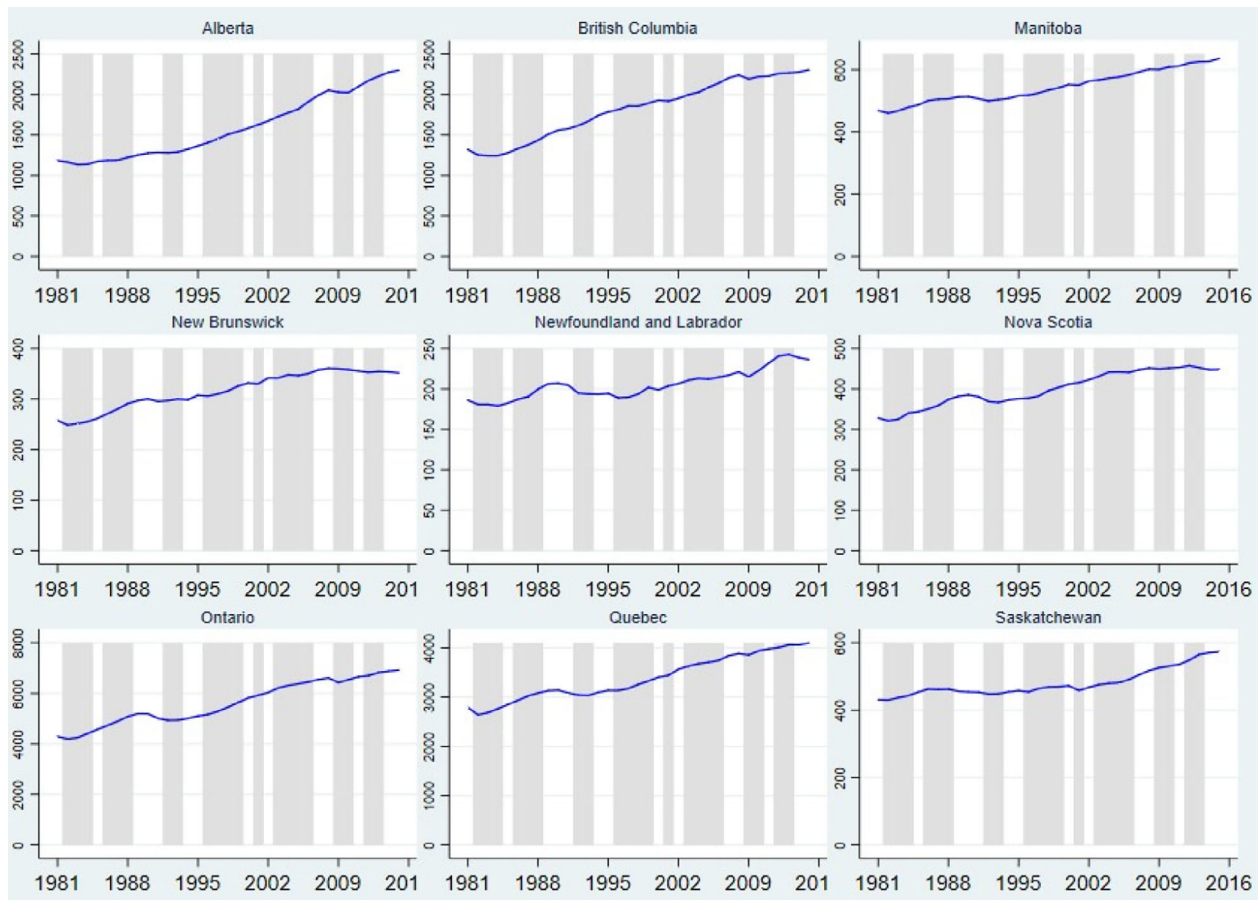 Alberta
2500
2000
1500
1000
500
0
1981 1988 1995 2002 2009 201
British Columbia
2500
2000
1500
1000
500
0
1981 1988 1995 2002 2009 201
Manitoba
600
400
200
0
1981 1988 1995 2002 2009 2016
New Brunswick
400
300
200
100
0
1981 1988 1995 2002 2009 201
Newfoundland and Labrador
250
200
150
100
50
0
1981 1988 1995 2002 2009 201
Nova Scotia
500
400
300
200
100
0
1981 1988 1995 2002 2009 2016
Ontario
8000
6000
4000
2000
0
1981 1988 1995 2002 2009 201
Quebec
4000
3000
2000
1000
0
1981 1988 1995 2002 2009 201
Saskatchewan
600
400
200
0
1981 1988 1995 2002 2009 2016